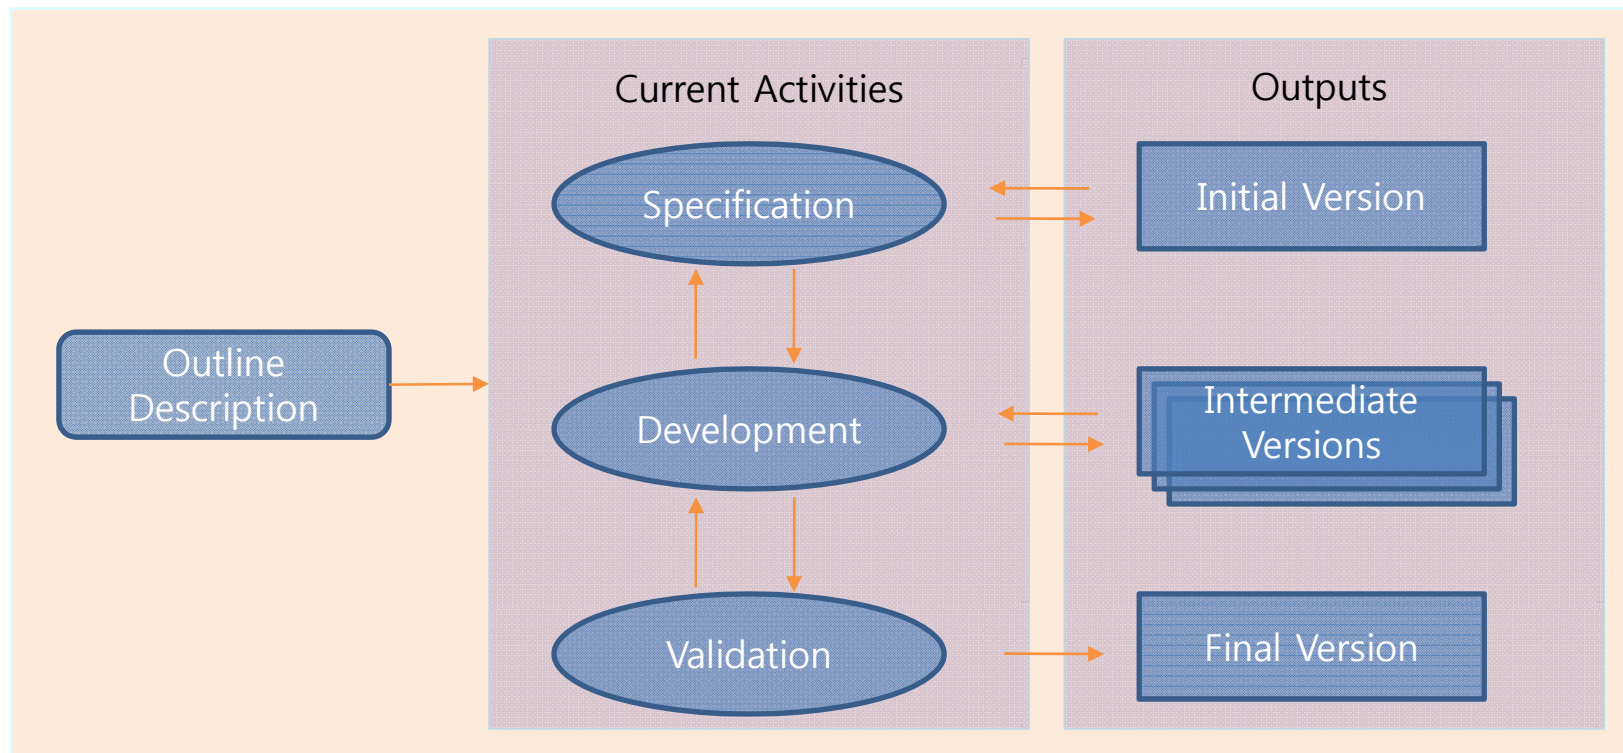 Current Activities
Outputs
Specification
Initial Version
Outline
Description
Development
Intermediate
Versions
Validation
Final Version